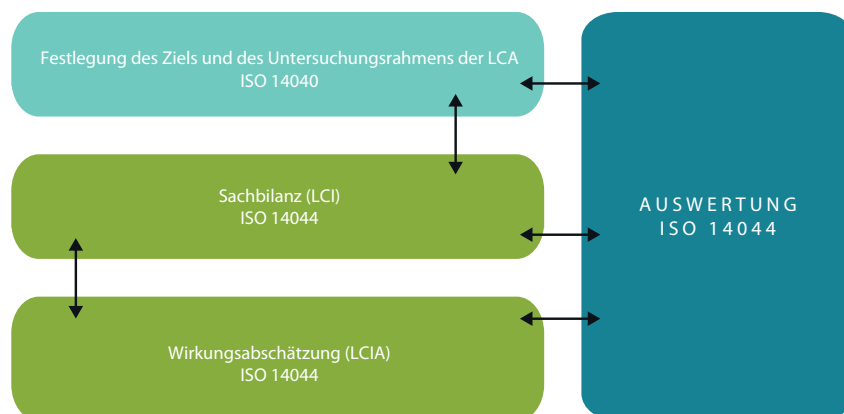 Festlegung des Ziels und des Untersuchungsrahmens der LCA
ISO 14040
Sachbilanz (LCI)
ISO 14044
Wirkungsabschätzung (LCIA)
ISO 14044
AUSWERTUNG
ISO 14044